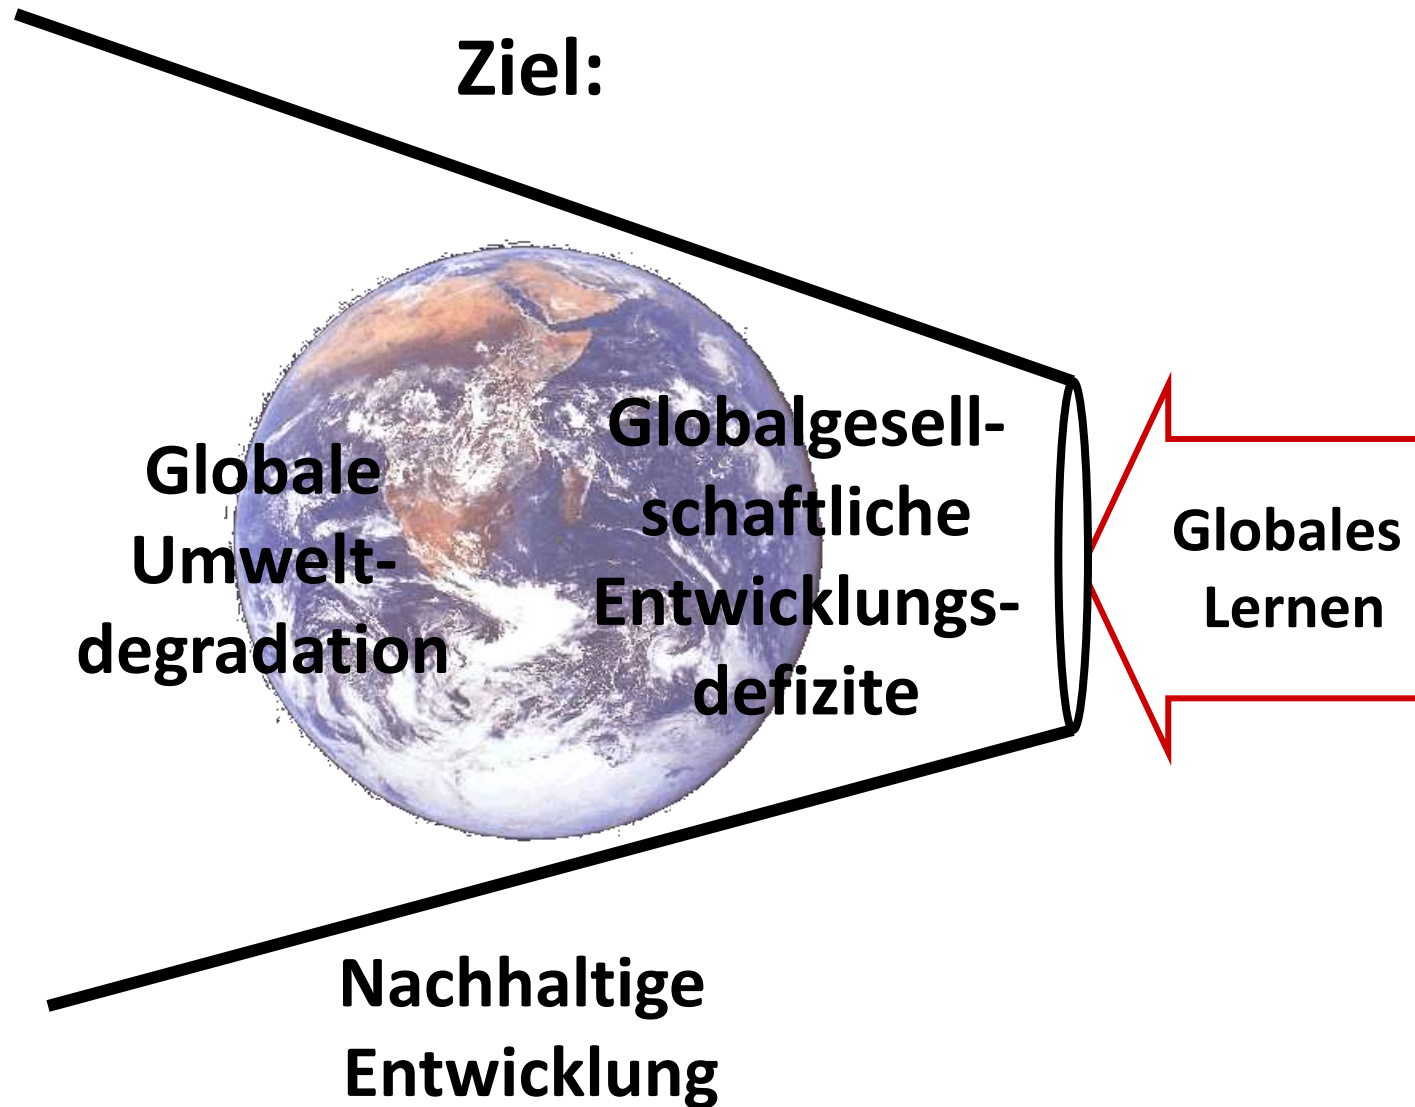 Ziel:
Globale
Umwelt-
degradation
Globalgesell-
schaftliche
Entwicklungs-
defizite
Globales
Lernen
Nachhaltige
Entwicklung